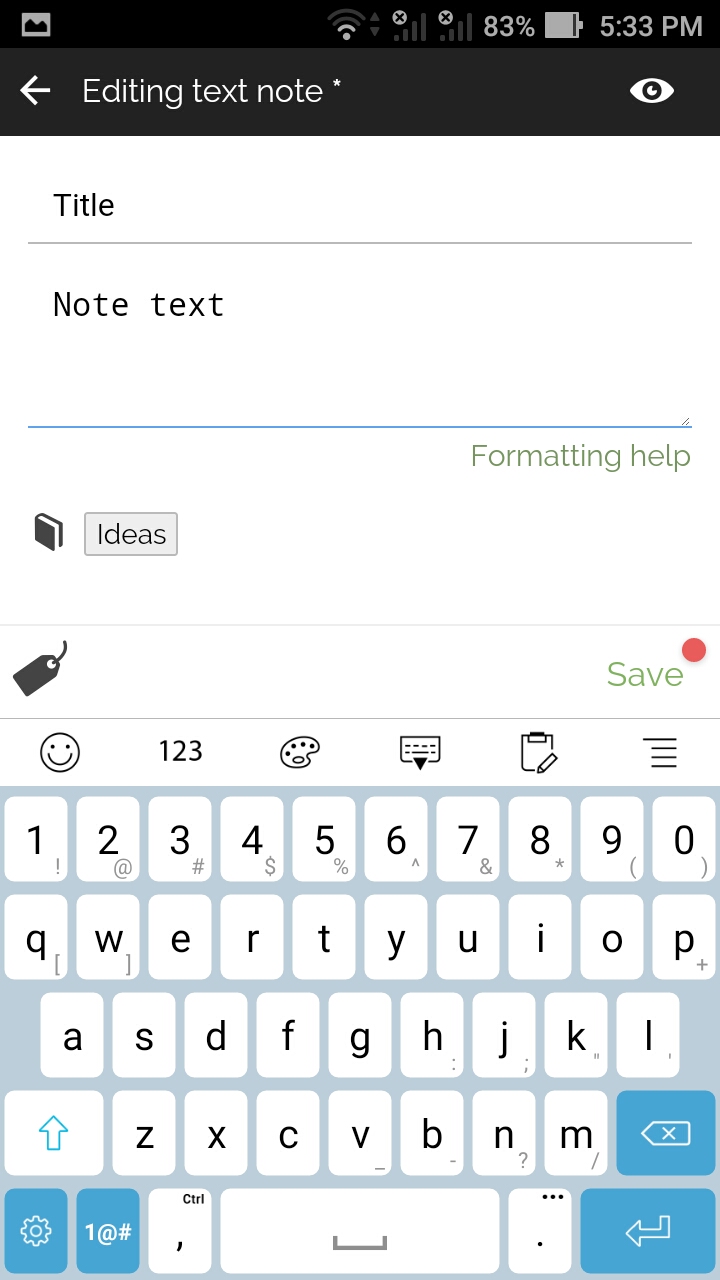 83% 5:33 PM
Editing text note *
Title
Note text
Formatting help
Ideas
Save
123
1 ! 2 @ 3 # 4 $ 5 % 6 ^ 7 & 8 * 9 ( 0 )
q [ w ] e r t y u i o p +
a s d f g h : j ; k " l '
z x c v _ b - n ? m /
1@# Ctrl , ... .